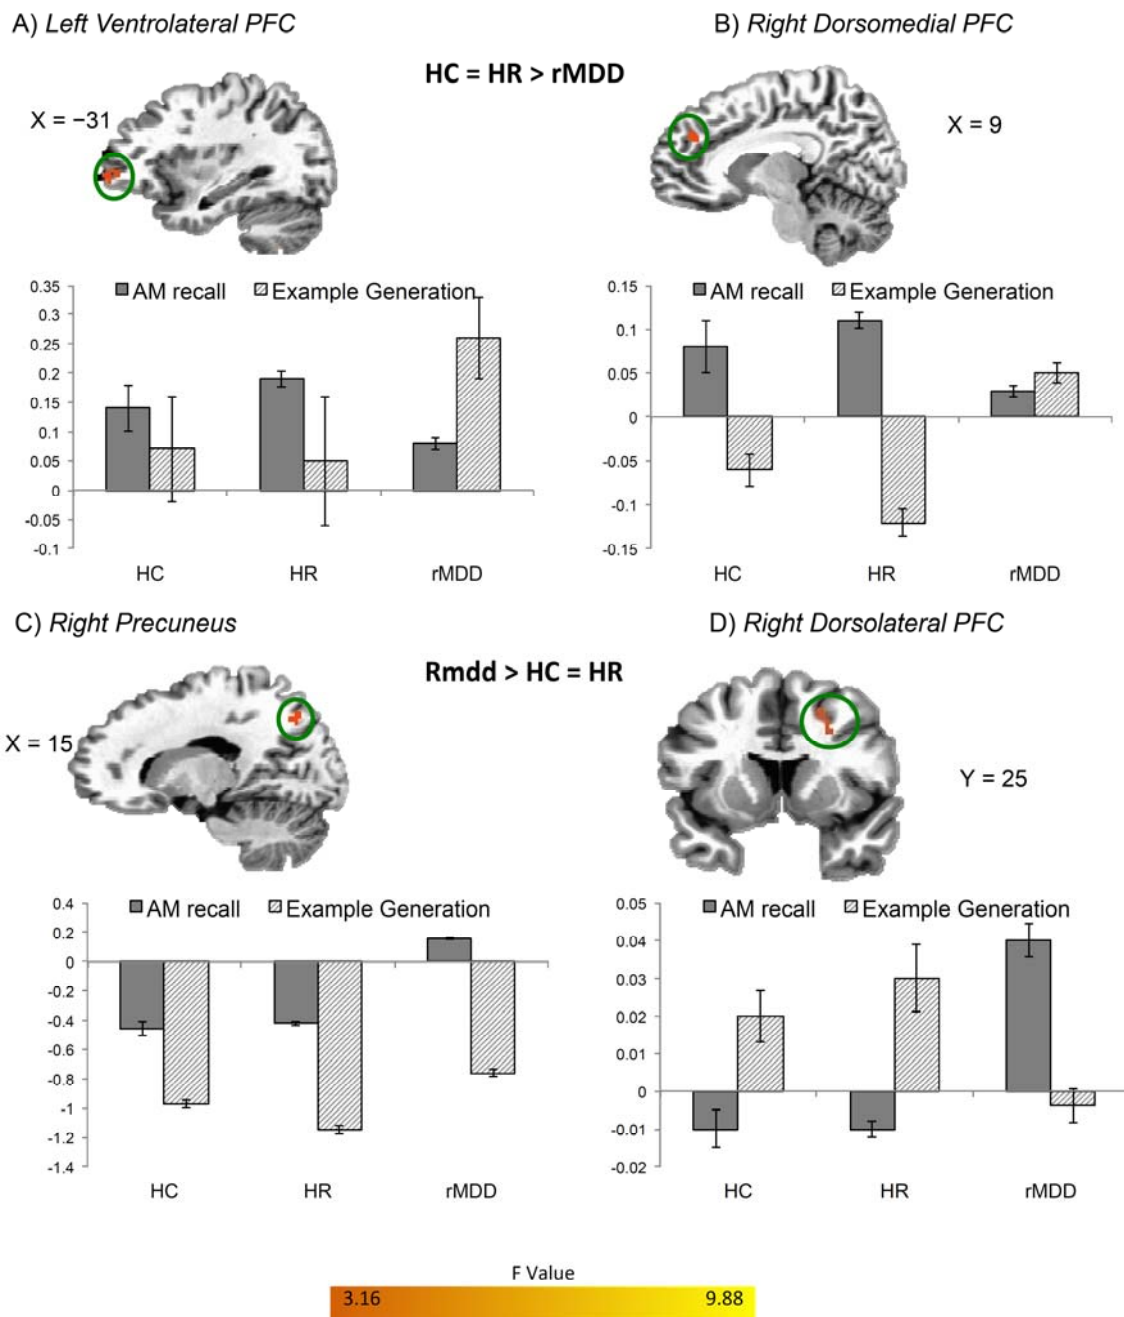 A) Left Ventrolateral PFC
B) Right Dorsomedial PFC
HC = HR > rMDD
X = −31
X = 9
AM recall Example Generation
0.35
0.3
0.25
0.2
0.15
0.1
0.05
0
-0.05
-0.1
HC HR rMDD
AM recall Example Generation
0.1
0.05
0
-0.05
-0.1
-0.15
HC HR rMDD
C) Right Precuneus
D) Right Dorsolateral PFC
Rmdd > HC = HR
X = 15
Y = 25
AM recall Example Generation
0.4
0.2
0
-0.2
-0.4
-0.6
-0.8
-1
-1.2
-1.4
HC HR rMDD
AM recall Example Generation
0.05
0.04
0.03
0.02
0.01
0
-0.01
-0.02
HC HR rMDD
F Value
3.16 9.88